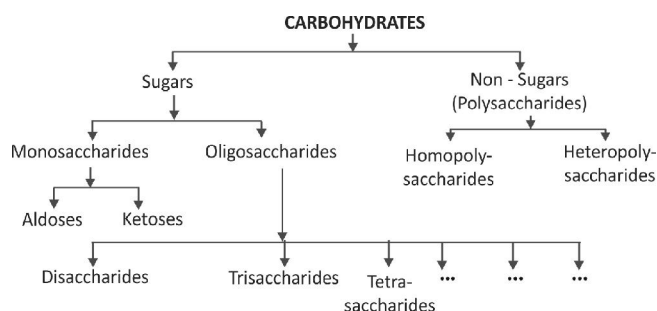 CARBOHYDRATES
Sugars
Non - Sugars
(Polysaccharides)
Monosaccharides
Oligosaccharides
Homopoly-
saccharides
Heteropoly-
saccharides
Aldoses
Ketoses
Disaccharides
Trisaccharides
Tetra-
saccharides
...
...
...